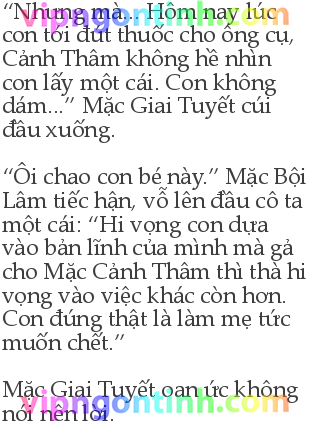 “Nhưng mà... Hôm nay lúc
vipngontinh.com
con tới đút thuốc cho ông cụ,
Cảnh Thâm không hề nhìn
con lấy một cái. Con không
dám...” Mặc Giai Tuyết cúi
đầu xuống.
“Ôi chao con bé này.” Mặc Bội
Lâm tiếc hận, vỗ lên đầu cô ta
một cái: “Hi vọng con dựa
vào bản lĩnh của mình mà gả
cho Mặc Cảnh Thâm thì thà hi
vọng vào việc khác còn hơn.
Con đúng thật là làm mẹ tức
muốn chết.”
Mặc Giai Tuyết oan ức không
nói nên lời.
vipngontinh.com